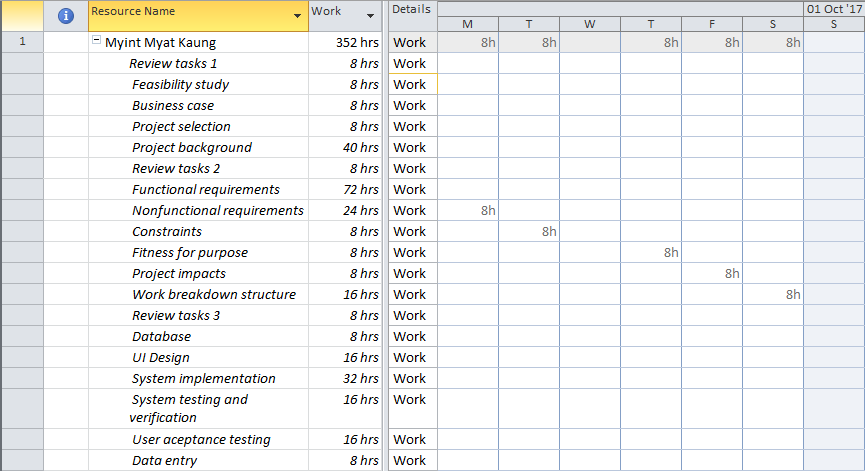 Resource Name Work Details 01 Oct '17
M T W T F S S
1 Myint Myat Kaung 352 hrs Work 8h 8h 8h 8h 8h
Review tasks 1 8 hrs Work
Feasibility study 8 hrs Work
Business case 8 hrs Work
Project selection 8 hrs Work
Project background 40 hrs Work
Review tasks 2 8 hrs Work
Functional requirements 72 hrs Work
Nonfunctional requirements 24 hrs Work 8h
Constraints 8 hrs Work 8h
Fitness for purpose 8 hrs Work 8h
Project impacts 8 hrs Work 8h
Work breakdown structure 16 hrs Work 8h
Review tasks 3 8 hrs Work
Database 8 hrs Work
UI Design 16 hrs Work
System implementation 32 hrs Work
System testing and 16 hrs Work
verification
User aceptance testing 16 hrs Work
Data entry 8 hrs Work